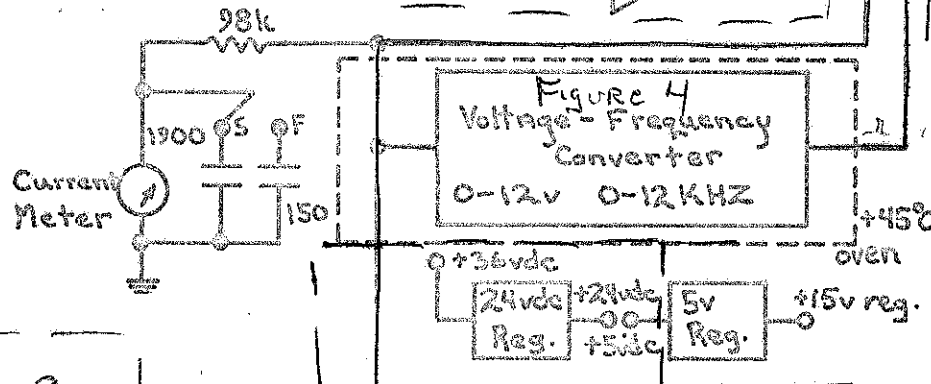 98k
Figure 4
Voltage-Frequency
Converter
0-12v 0-12KHZ
1900 S F
150
Current
Meter
+45°C
oven
+36vdc
24vdc
Reg.
+24vdc
+5vdc
5v
Reg.
+15v reg.